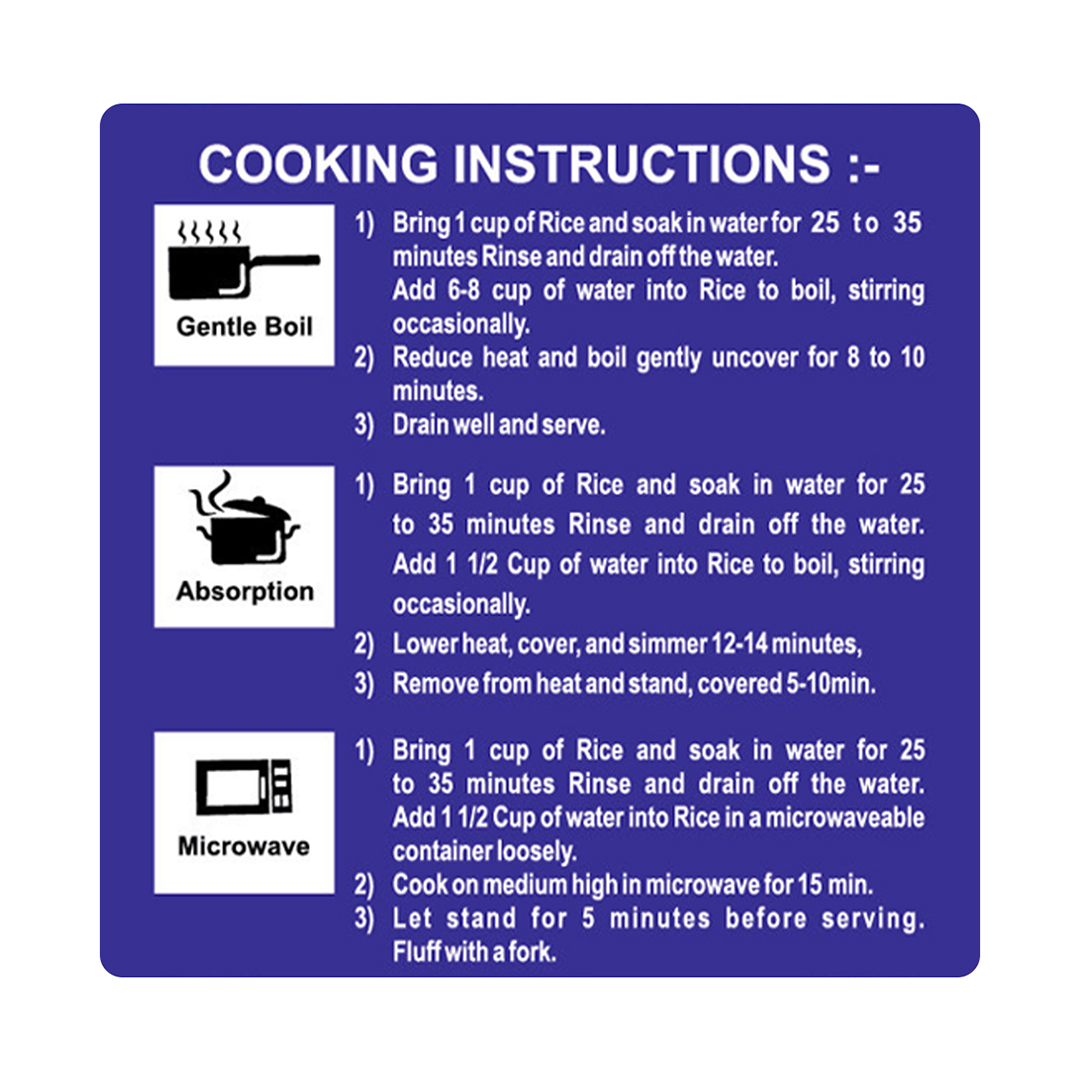 COOKING INSTRUCTIONS :-
Gentle Boil
1) Bring 1 cup of Rice and soak in water for 25 to 35
minutes Rinse and drain off the water.
Add 6-8 cup of water into Rice to boil, stirring
occasionally.
2) Reduce heat and boil gently uncover for 8 to 10
minutes.
3) Drain well and serve.
Absorption
1) Bring 1 cup of Rice and soak in water for 25
to 35 minutes Rinse and drain off the water.
Add 1 1/2 Cup of water into Rice to boil, stirring
occasionally.
2) Lower heat, cover, and simmer 12-14 minutes,
3) Remove from heat and stand, covered 5-10min.
Microwave
1) Bring 1 cup of Rice and soak in water for 25
to 35 minutes Rinse and drain off the water.
Add 1 1/2 Cup of water into Rice in a microwaveable
container loosely.
2) Cook on medium high in microwave for 15 min.
3) Let stand for 5 minutes before serving.
Fluff with a fork.